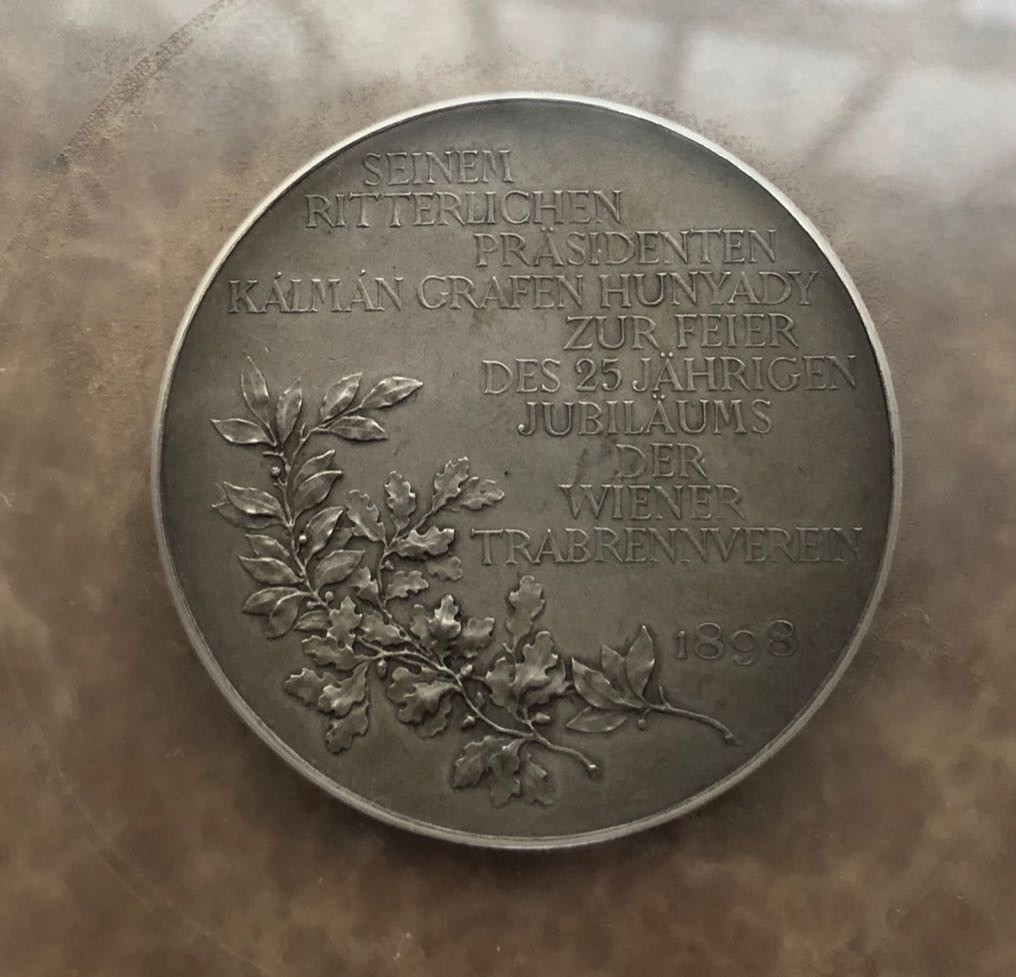 SEINEM
RITTERLICHEN
PRÄSIDENTEN
KÁLMÁN GRAFEN HUNYADY
ZUR FEIER
DES 25 JÄHRIGEN
JUBILÄUMS
DER
WIENER
TRABRENNVEREIN
1898